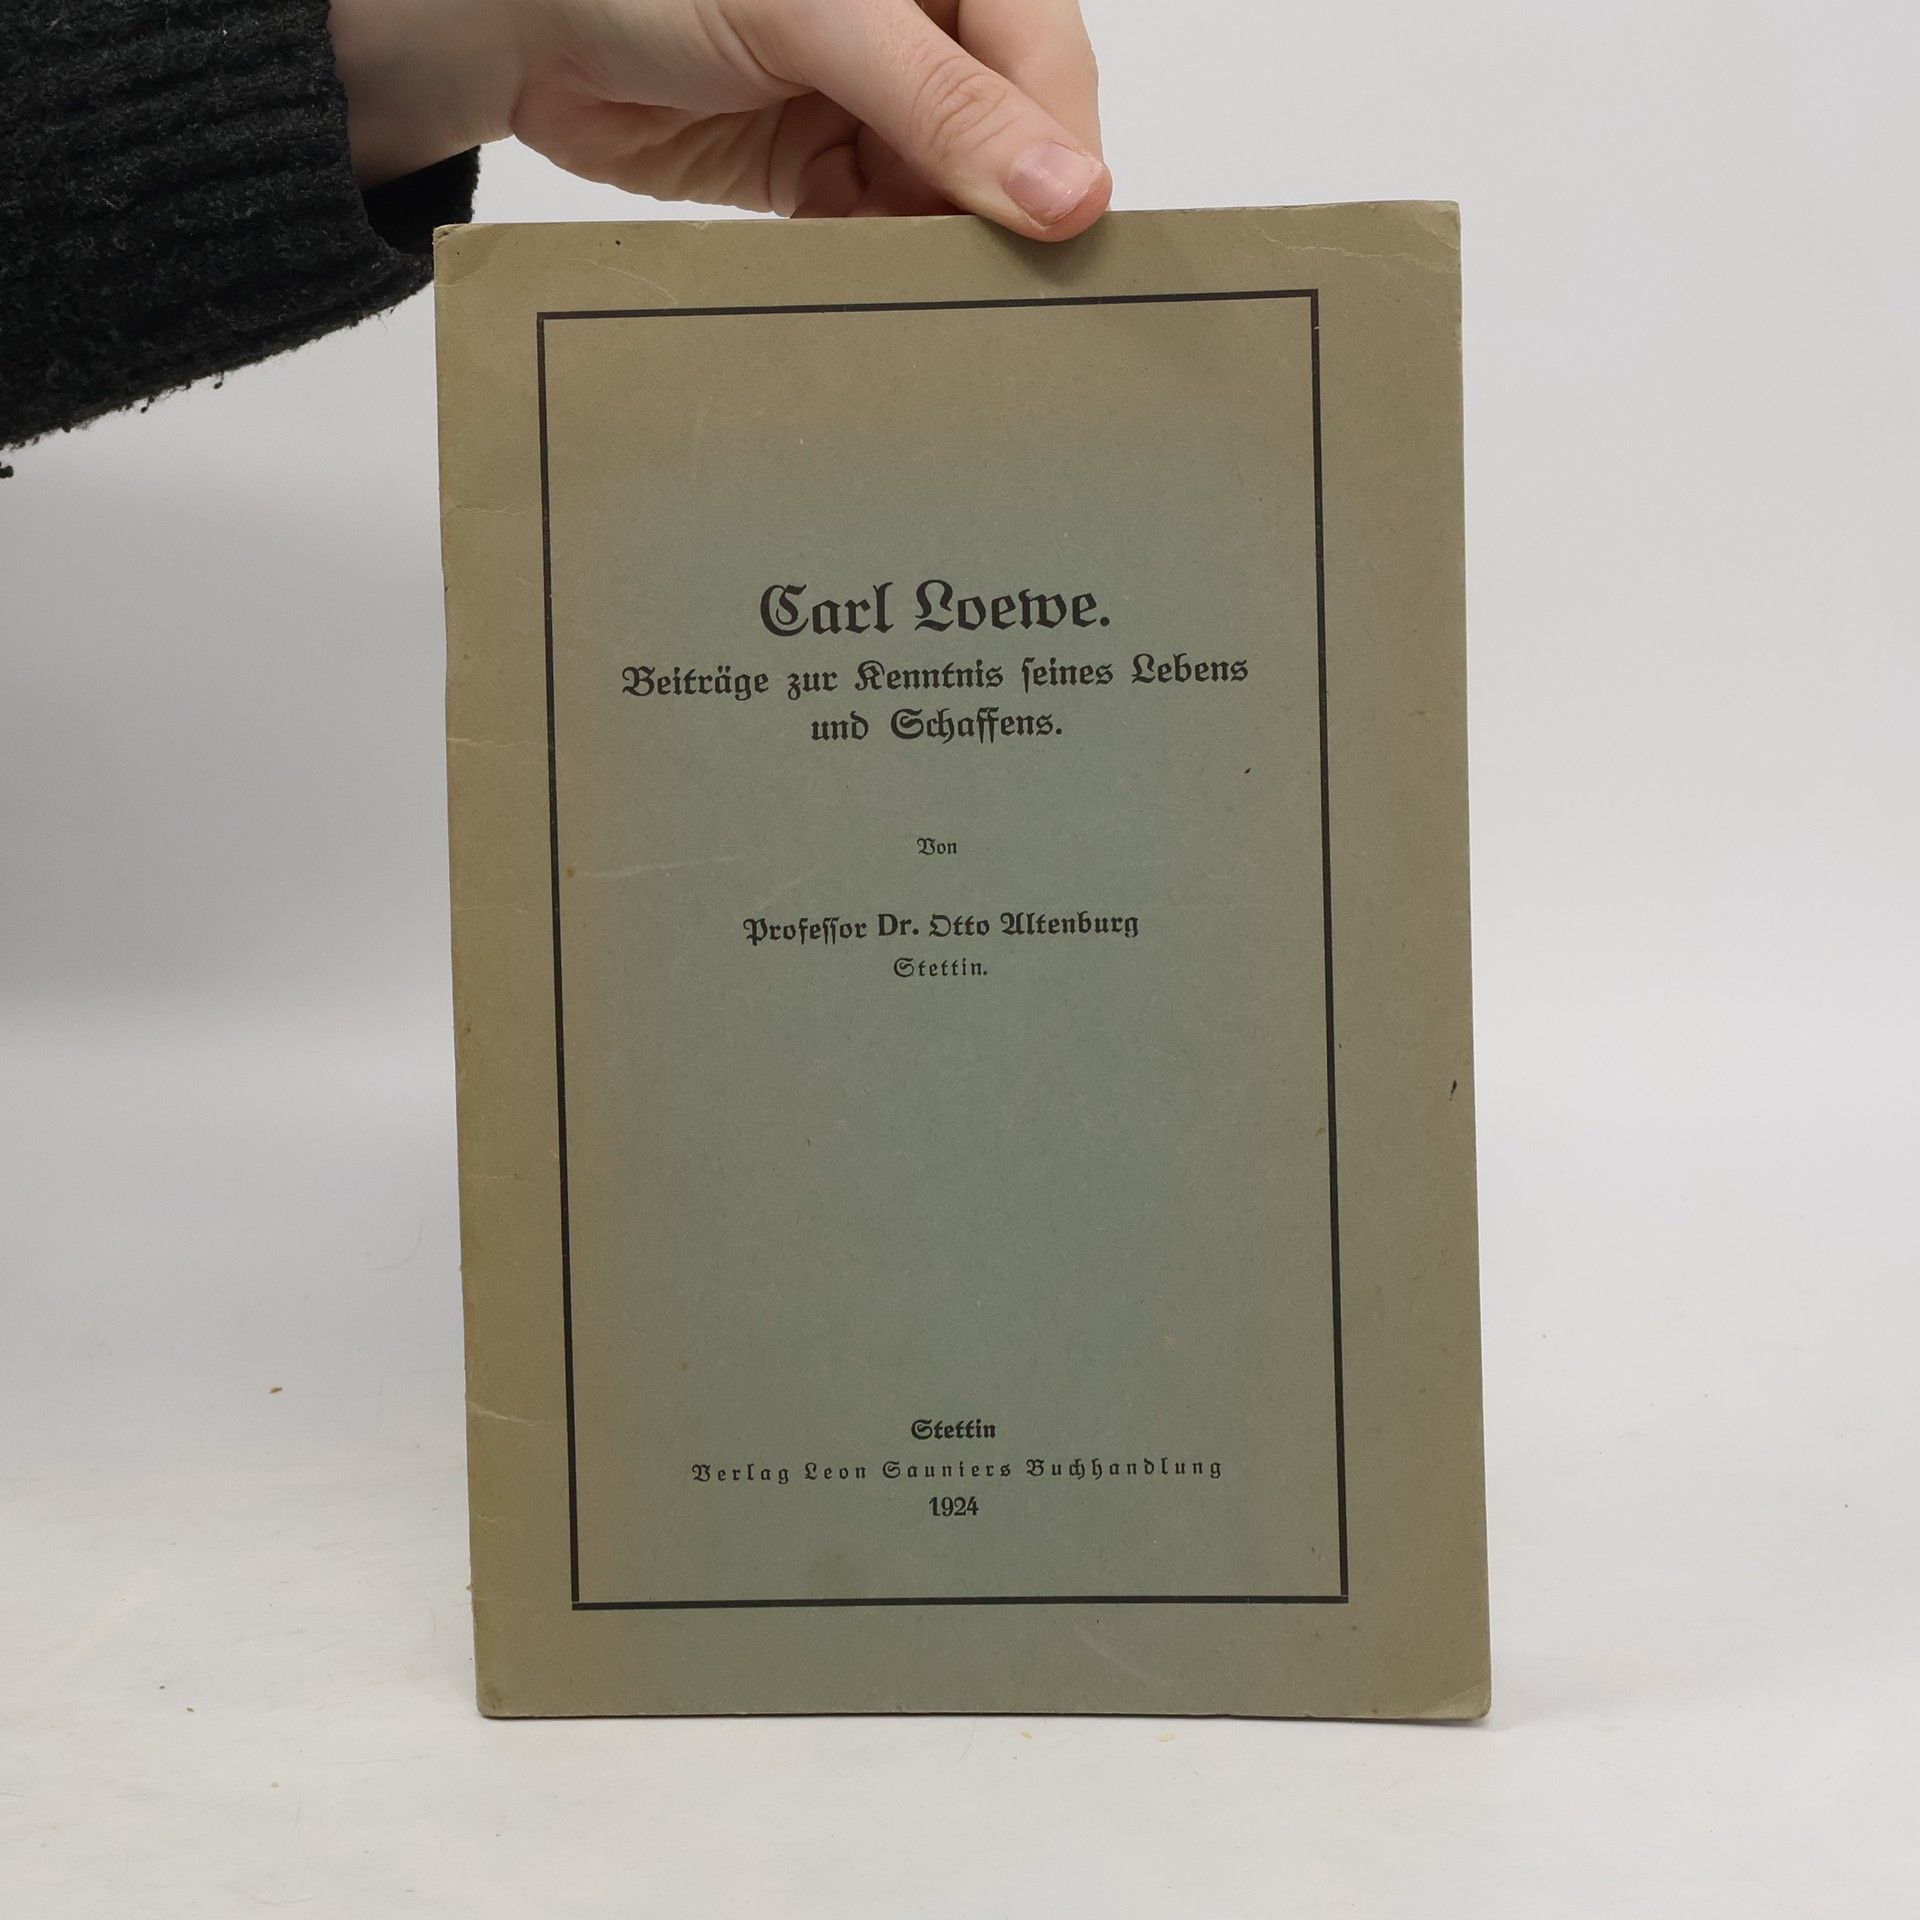 Carl Loewe.
Beiträge zur Kenntnis ſeines Lebens
und Schaffens.
Von
Profeſſor Dr. Otto Altenburg
Stettin.
Stettin
Verlag Leon Sauniers Buchhandlung
1924